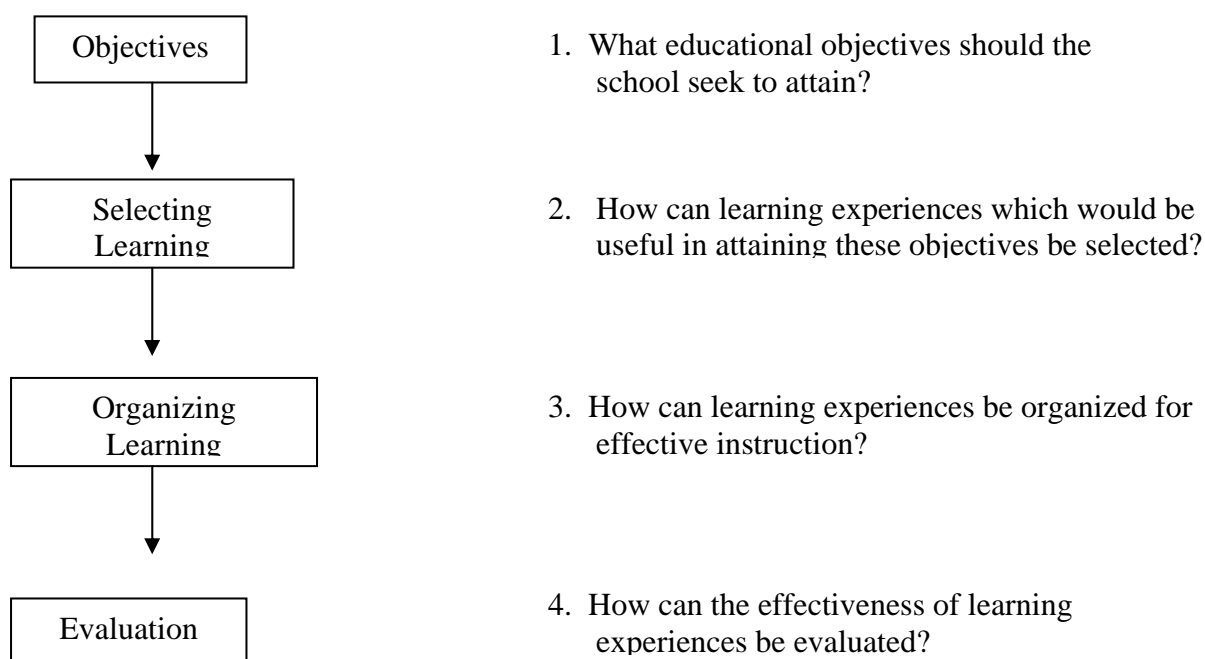 Objectives
1. What educational objectives should the
school seek to attain?
Selecting
Learning
2. How can learning experiences which would be
useful in attaining these objectives be selected?
Organizing
Learning
3. How can learning experiences be organized for
effective instruction?
Evaluation
4. How can the effectiveness of learning
experiences be evaluated?